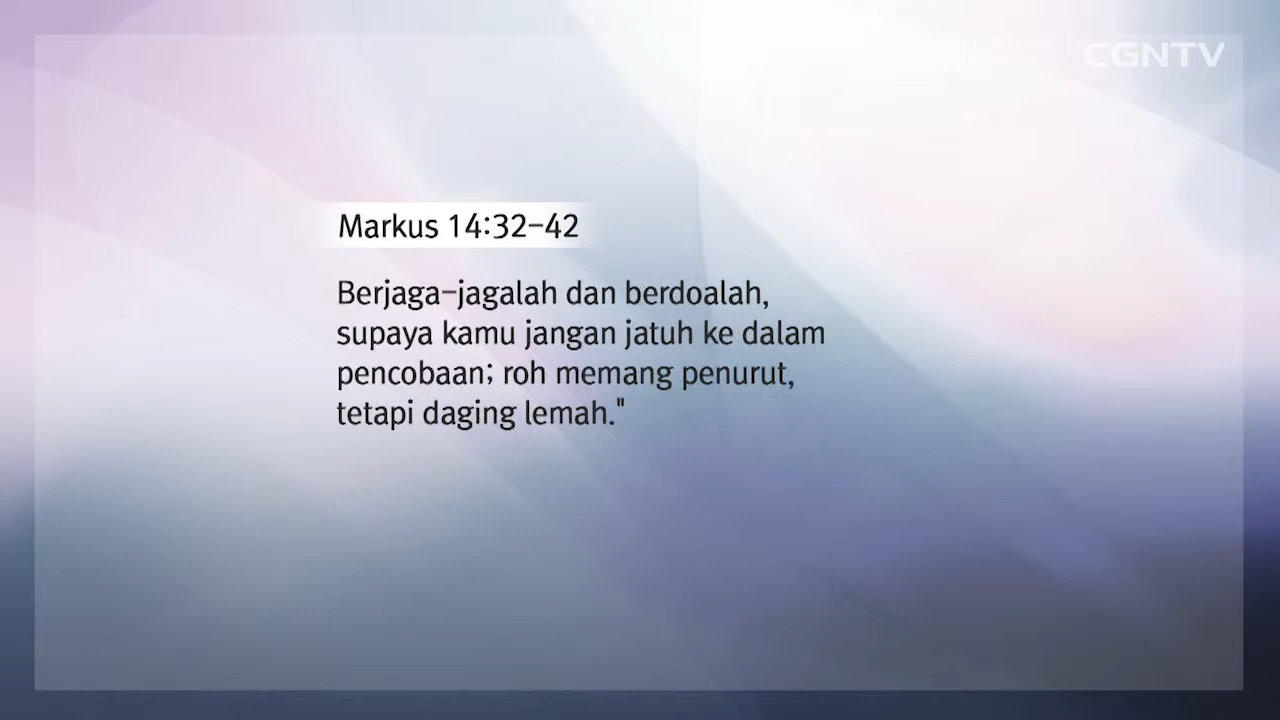 CGNTV
Markus 14:32-42
Berjaga-jagalah dan berdoalah,
supaya kamu jangan jatuh ke dalam
pencobaan; roh memang penurut,
tetapi daging lemah."